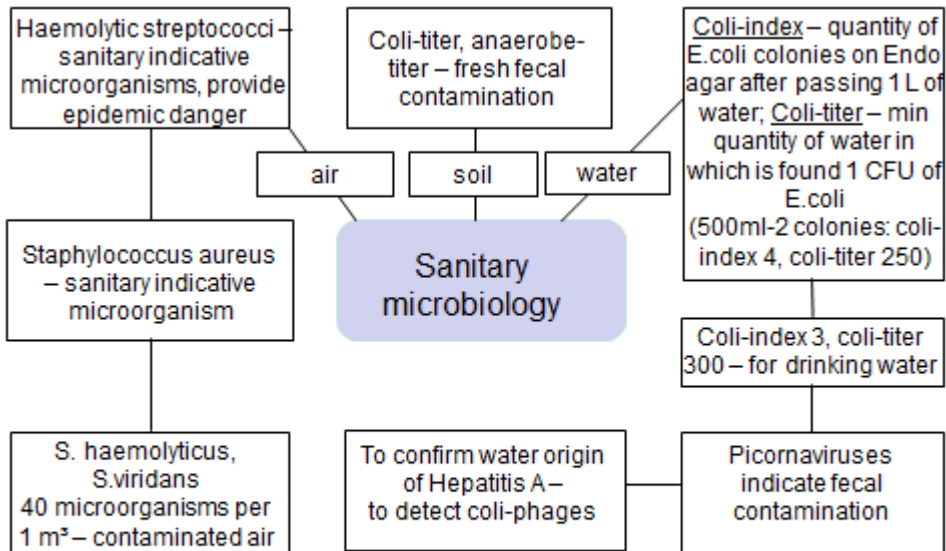 Haemolytic streptococci –
sanitary indicative
microorganisms, provide
epidemic danger
Coli-titer, anaerobe-
titer – fresh fecal
contamination
Coli-index – quantity of
E.coli colonies on Endo
agar after passing 1 L of
water; Coli-titer – min
quantity of water in
which is found 1 CFU of
E.coli
(500ml-2 colonies: coli-
index 4, coli-titer 250)
air
soil
water
Sanitary
microbiology
Staphylococcus aureus
– sanitary indicative
microorganism
Coli-index 3, coli-titer
300 – for drinking water
S. haemolyticus,
S.viridans
40 microorganisms per
1 m³ – contaminated air
To confirm water origin
of Hepatitis A –
to detect coli-phages
Picornaviruses
indicate fecal
contamination